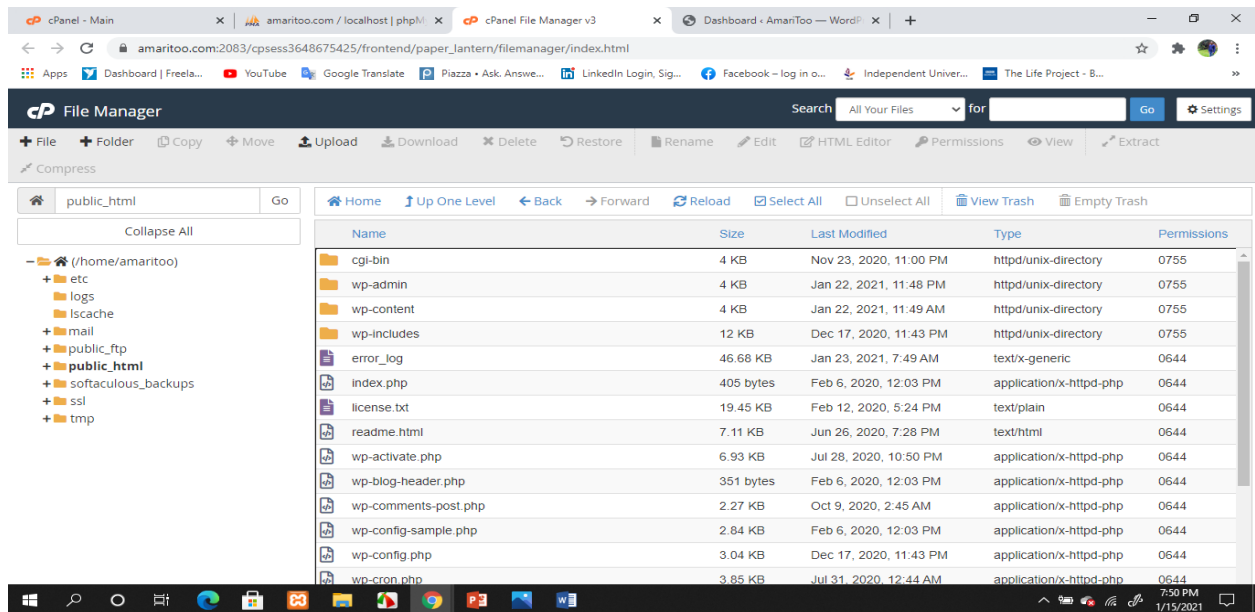 cPanel - Main
amaritoo.com / localhost | phpM
cPanel File Manager v3
Dashboard ‹ AmariToo — WordP
amaritoo.com:2083/cpsess3648675425/frontend/paper_lantern/filemanager/index.html
Apps Dashboard | Freela... YouTube Google Translate Piazza • Ask. Answe... LinkedIn Login, Sig... Facebook – log in o... Independent Univer... The Life Project - B... »
cP File Manager Search All Your Files for Go Settings
+ File + Folder Copy Move Upload Download Delete Restore Rename Edit HTML Editor Permissions View Extract
Compress
public_html Go
Collapse All
(/home/amaritoo)
etc
logs
lscache
mail
public_ftp
public_html
softaculous_backups
ssl
tmp
Home Up One Level Back Forward Reload Select All Unselect All View Trash Empty Trash
Name Size Last Modified Type Permissions
cgi-bin 4 KB Nov 23, 2020, 11:00 PM httpd/unix-directory 0755
wp-admin 4 KB Jan 22, 2021, 11:48 PM httpd/unix-directory 0755
wp-content 4 KB Jan 22, 2021, 11:49 AM httpd/unix-directory 0755
wp-includes 12 KB Dec 17, 2020, 11:43 PM httpd/unix-directory 0755
error_log 46.68 KB Jan 23, 2021, 7:49 AM text/x-generic 0644
index.php 405 bytes Feb 6, 2020, 12:03 PM application/x-httpd-php 0644
license.txt 19.45 KB Feb 12, 2020, 5:24 PM text/plain 0644
readme.html 7.11 KB Jun 26, 2020, 7:28 PM text/html 0644
wp-activate.php 6.93 KB Jul 28, 2020, 10:50 PM application/x-httpd-php 0644
wp-blog-header.php 351 bytes Feb 6, 2020, 12:03 PM application/x-httpd-php 0644
wp-comments-post.php 2.27 KB Oct 9, 2020, 2:45 AM application/x-httpd-php 0644
wp-config-sample.php 2.84 KB Feb 6, 2020, 12:03 PM application/x-httpd-php 0644
wp-config.php 3.04 KB Dec 17, 2020, 11:43 PM application/x-httpd-php 0644
wp-cron.php 3.85 KB Jul 31, 2020, 12:44 AM application/x-httpd-php 0644
7:50 PM
1/15/2021